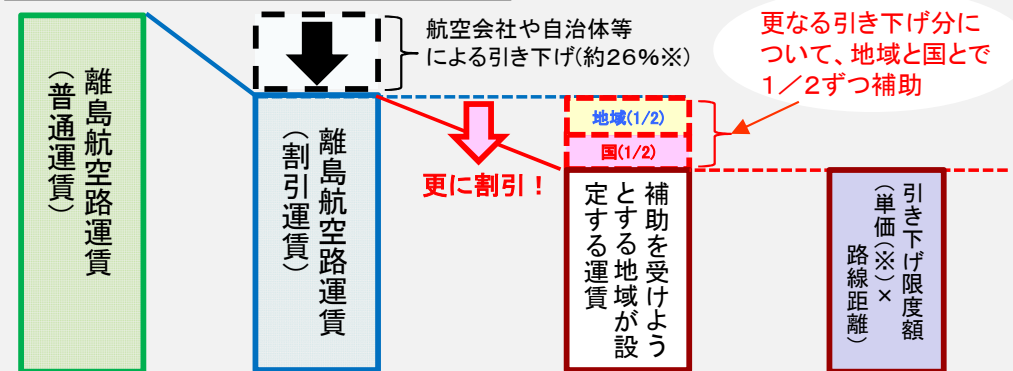 離島航空路運賃
（普通運賃）
航空会社や自治体等
による引き下げ(約26%※)
離島航空路運賃
（割引運賃）
更に割引！
地域(1/2)
国(1/2)
補助を受けよう
とする地域が設
定する運賃
更なる引き下げ分に
ついて、地域と国とで
1／2ずつ補助
引き下げ限度額
（単価（※）×
路線距離）